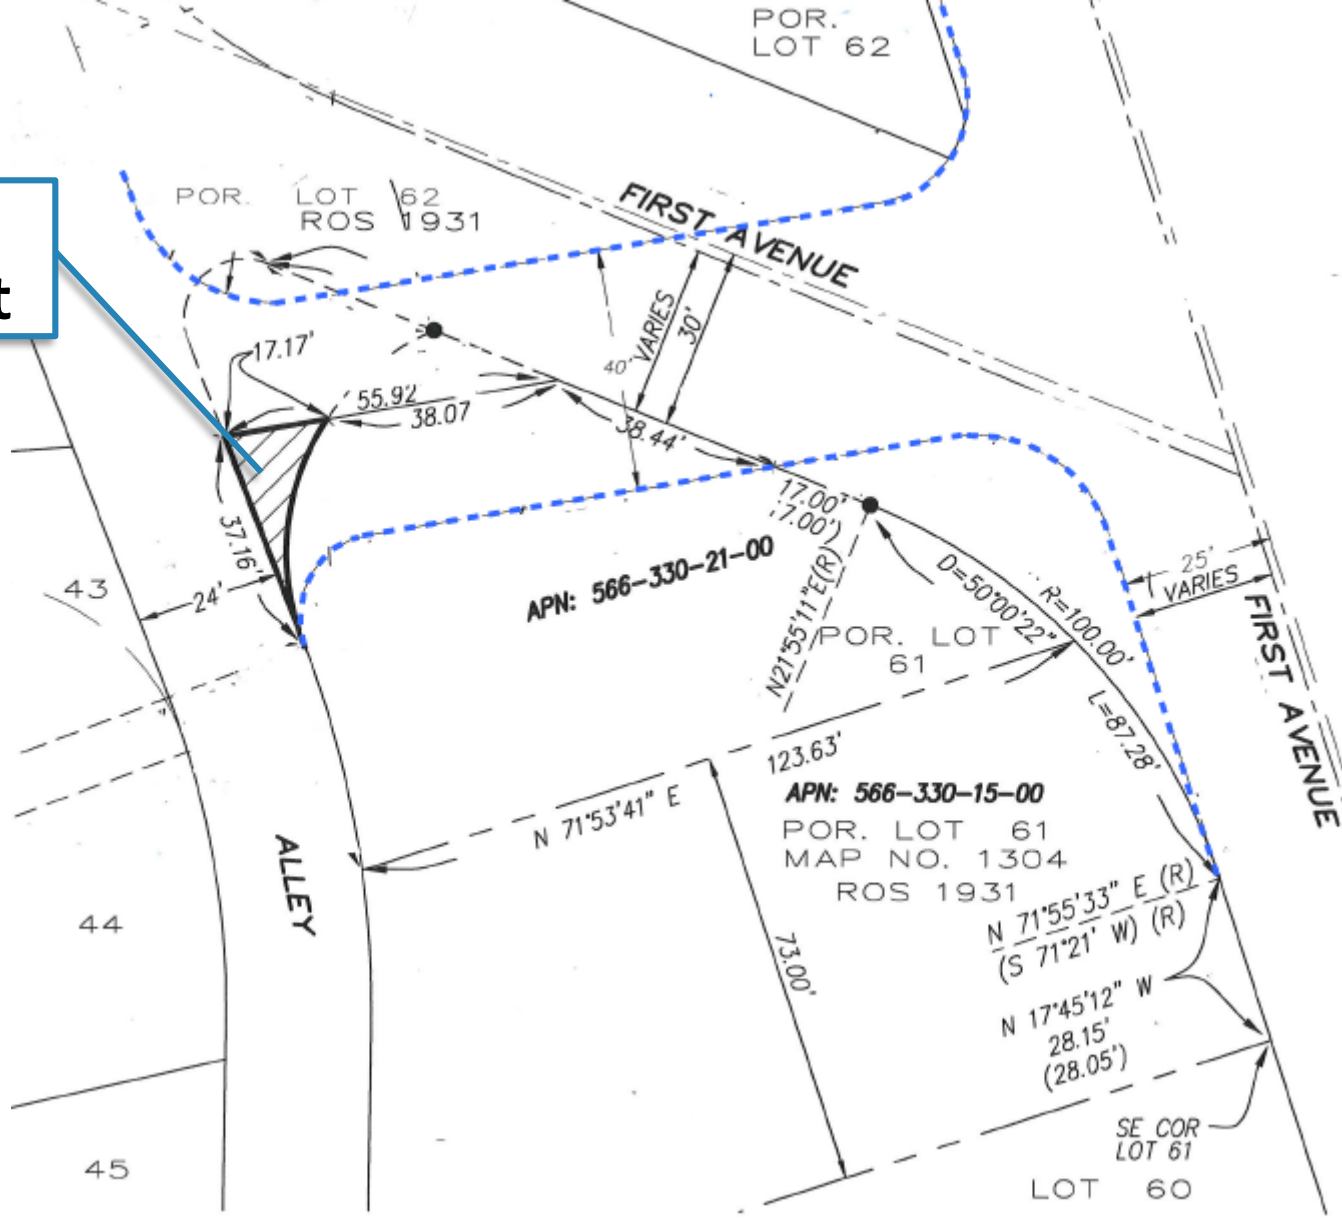 POR.
LOT 62
POR. LOT 62
ROS 1931
FIRST AVENUE
t
17.17'
55.92
38.07
38.44'
40'
VARIES
30'
17.00'
37.16'
24'
43
APN: 566-330-21-00
N21°55'11"E(R)
D=50°00'22"
R=100.00'
L=87.28'
25'
VARIES
FIRST AVENUE
POR. LOT
61
123.63'
N 71°53'41" E
APN: 566-330-15-00
POR. LOT 61
MAP NO. 1304
ROS 1931
ALLEY
44
73.00'
N 71°55'33" E (R)
(S 71°21' W) (R)
N 17°45'12" W
28.15'
(28.05')
SE COR
LOT 61
45
LOT 60